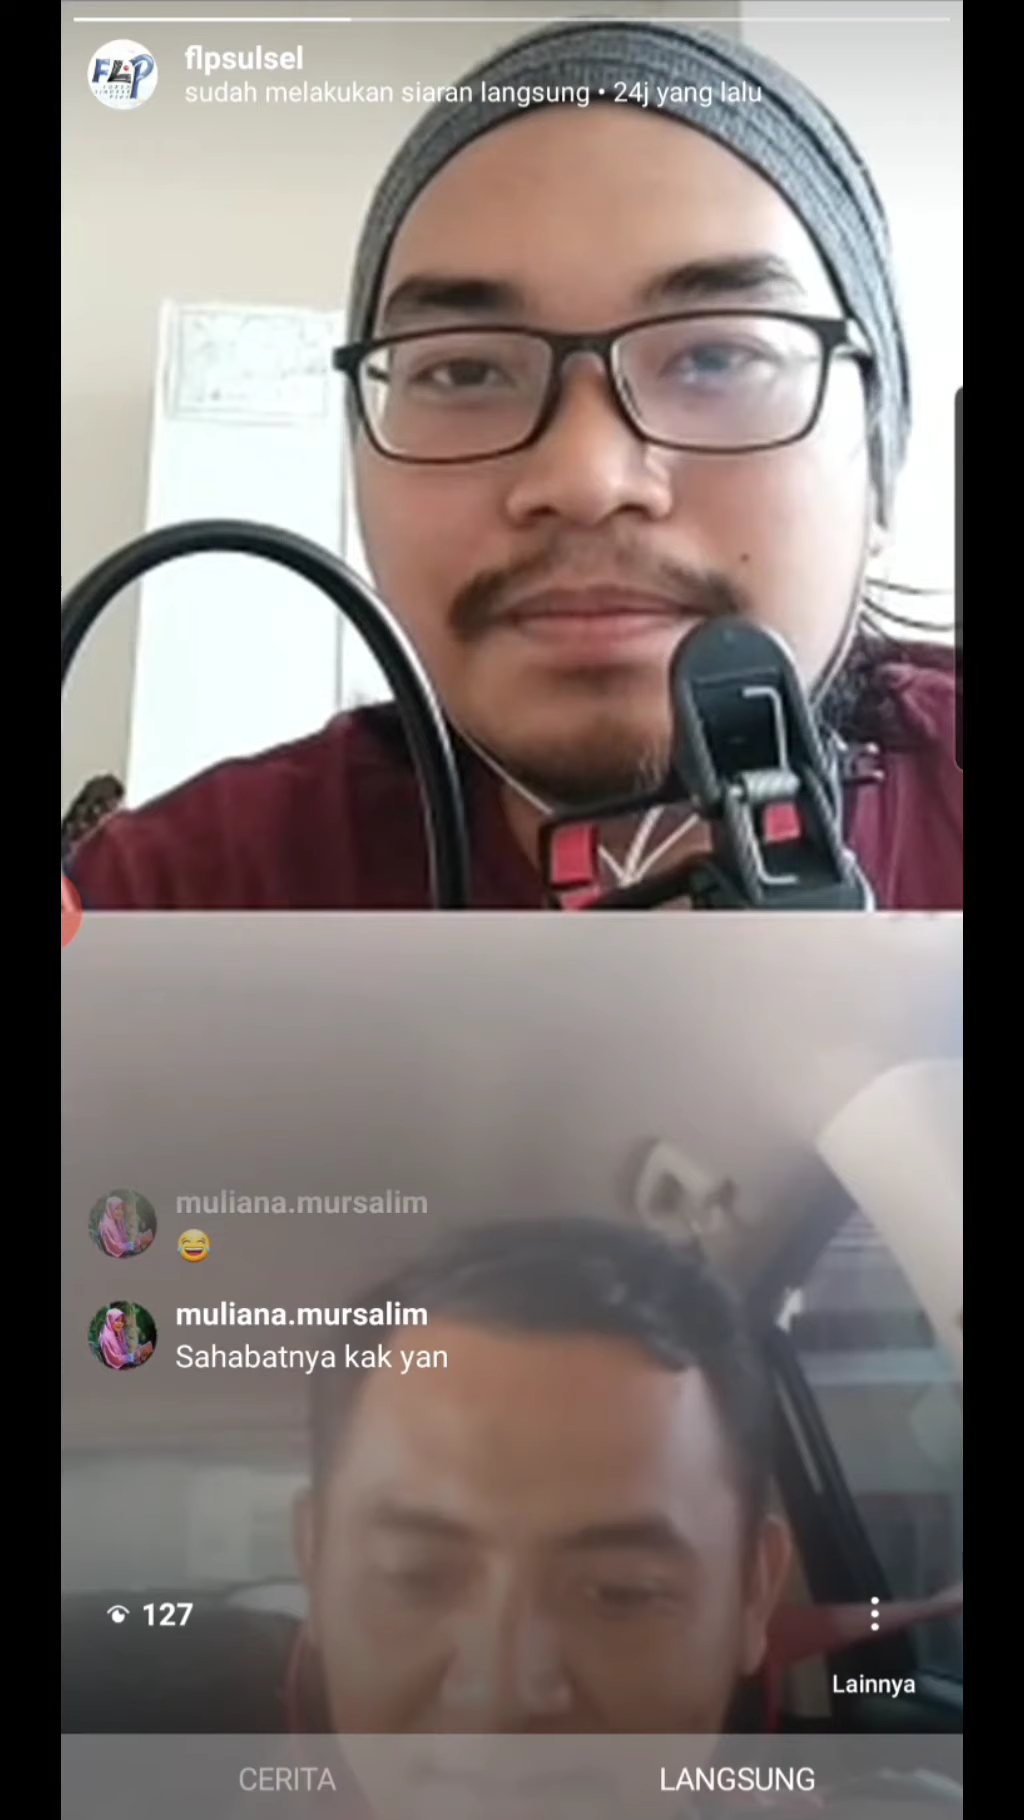 FLP
flpsulsel
sudah melakukan siaran langsung • 24j yang lalu
muliana.mursalim
😂
muliana.mursalim
Sahabatnya kak yan
127
Lainnya
CERITA
LANGSUNG